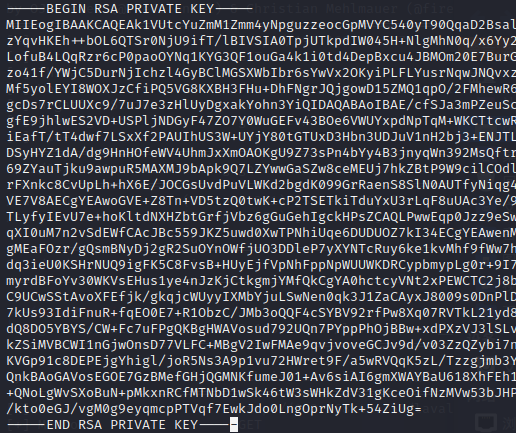 -----BEGIN RSA PRIVATE KEY-----
MIIEogIBAAKCAQEAk1VUtcYuZmM1Zmm4yNpguzzeocGpMVYC540yT90QqaD2Bsal
zYqvHKEh++bOL6QTSr0NjU9ifT/lBIVSIA0TpjUTkpdIW045H+NlgMhN0q/x6Yy2
LofuB4LQqRzr6cP0paoOYNq1KYG3QF1ouGa4k1i0td4DepBxcu4JBMOm20E7BurG
zo41f/YWjC5DurNjIchzl4GyBClMGSXWbIbr6sYwVx2OKyiPLFLYusrNqwJNQvxz
Mf5yolEYI8WOXJzCfiPQ5VG8KXBH3FHu+DhFNgrJQjgowD15ZMQ1qpO/2FMhewR6
gcDs7rCLUUXc9/7uJ7e3zHlUyDgxakYohn3YiQIDAQABAoIBAE/cfSJa3mPZeuSc
gfE9jhlwES2VD+USPljNDGyF47ZO7Y0WuGEFv43BOe6VWUYxpdNpTqM+WKCTtcwR
iEafT/tT4dwf7LSxXf2PAUIhUS3W+UYjY80tGTUxD3Hbn3UDJuV1nH2bj3+ENJTL
DSyHYZ1dA/dg9HnHOfeWV4UhmJxXmOAOKgU9Z73sPn4bYy4B3jnyqWn392MsQftr
69ZYauTjku9awpuR5MAXMJ9bApk9Q7LZYwwGaSZw8ceMEUj7hkZBtP9W9cilCOdl
rFXnkc8CvUpLh+hX6E/JOCGsUvdPuVLWKd2bgdK099GrRaenS8SlN0AUTfyNiqg4
VE7V8AECgYEAwoGVE+Z8Tn+VD5tzQ0twK+cP2TSETkiTduYxU3rLqF8uUAc3Ye/9
TLyfyIEvU7e+hoKltdNXHZbtGrfjVbz6gGuGehIgckHPsZCAQLPwwEqp0Jzz9eSw
qXI0uM7n2vSdEWfCAcJBc559JKZ5uwd0XwTPNhiUqe6DUDUOZ7kI34ECgYEAwenM
gMEaFOzr/gQsmBNyDj2gR2SuOYnOWfjUO3DDleP7yXYNTcRuy6ke1kvMhf9fWw7h
dq3ieU0KSHrNUQ9igFK5C8FvsB+HUyEjfVpNhFppNpWUUWKDRCypbmypLg0r+9I7
myrdBFoYv30WKVsEHus1ye4nJzKjCtkgmjYMfQkCgYA0hctcyVNt2xPEWCTC2j8b
C9UCwSStAvoXFEfjk/gkqjcWUyyIXMbYjuLSwNen0qk3J1ZaCAyxJ8009s0DnPlD
7kUs93IdiFnuR+fqEO0E7+R1ObzC/JMb3oQQF4cSYBV92rfPw8Xq07RVTkL21yd8
dQ8DO5YBYS/CW+Fc7uFPgQKBgHWAVosud792UQn7PYppPhOjBBw+xdPXzVJ3lSLv
kZSiMVBCWI1nGjwOnsD77VLFC+MBgV2IwFMAe9qvjvoveGCJv9d/v03zZQZybi7n
KVGp91c8DEPEjgYhigl/joR5Ns3A9p1vu72HWret9F/a5wRVQqK5zL/Tzzgjmb3Y
QnkBAoGAVosEGOE7GzBMefGHjQGMNKfumeJ01+Av6siAI6gmXWAYBaU618XhFEh1
+QNoLgWvSXoBuN+pMkxnRCfMTNbD1wSk46tW3sWHkZdV31gKceOifNzMVw53bJHP
/kto0eGJ/vgM0g9eyqmcpPTVqf7EwkJdo0LngOprNyTk+54ZiUg=
-----END RSA PRIVATE KEY-----